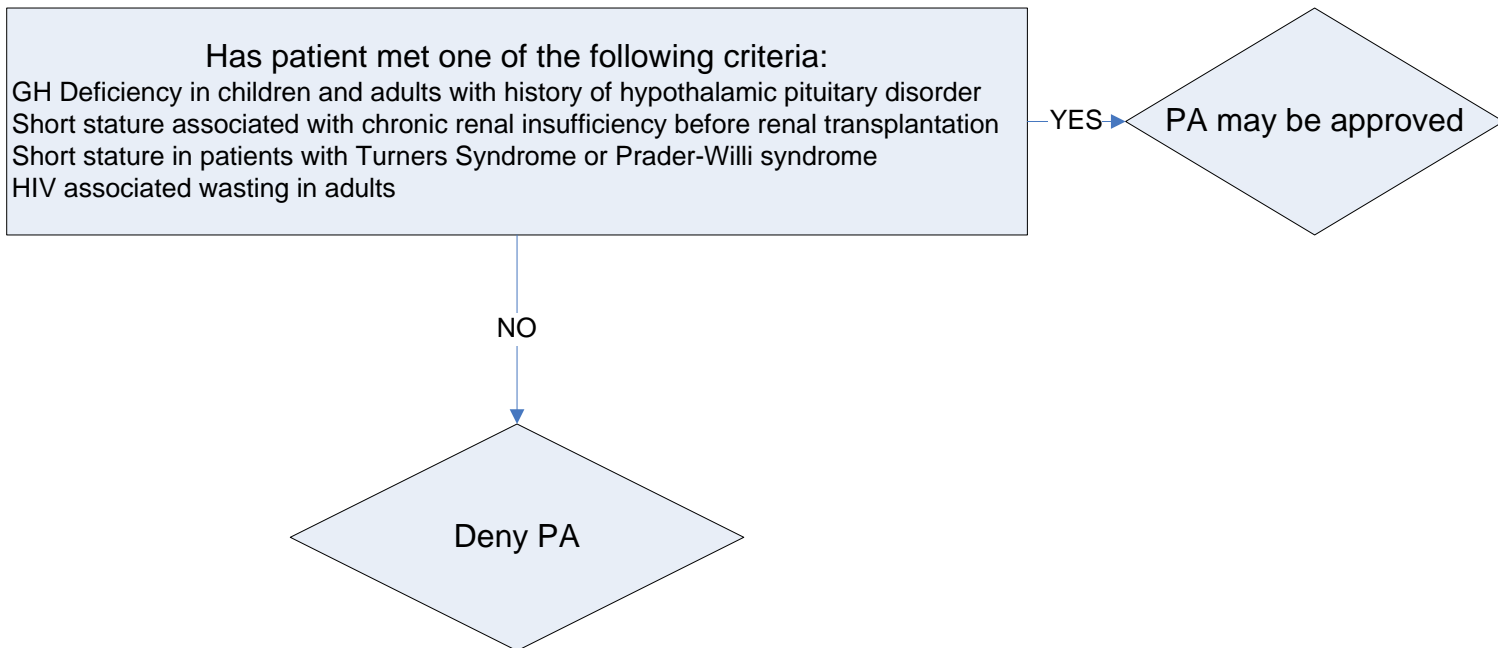 Has patient met one of the following criteria:
GH Deficiency in children and adults with history of hypothalamic pituitary disorder
Short stature associated with chronic renal insufficiency before renal transplantation
Short stature in patients with Turners Syndrome or Prader-Willi syndrome
HIV associated wasting in adults
YES
PA may be approved
NO
Deny PA